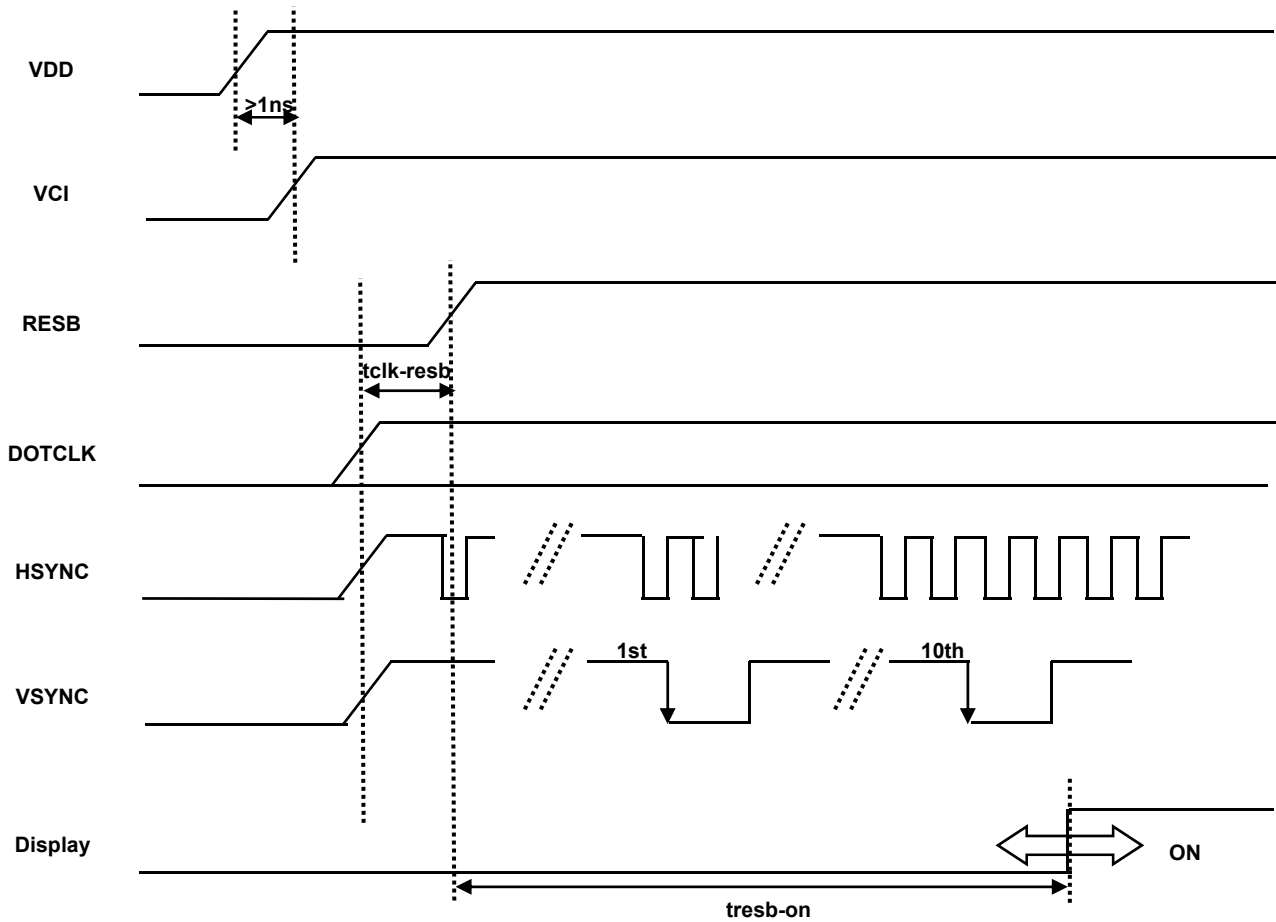 VDD
>1ns
VCI
RESB
tclk-resb
DOTCLK
HSYNC
1st
10th
VSYNC
Display
ON
tresb-on